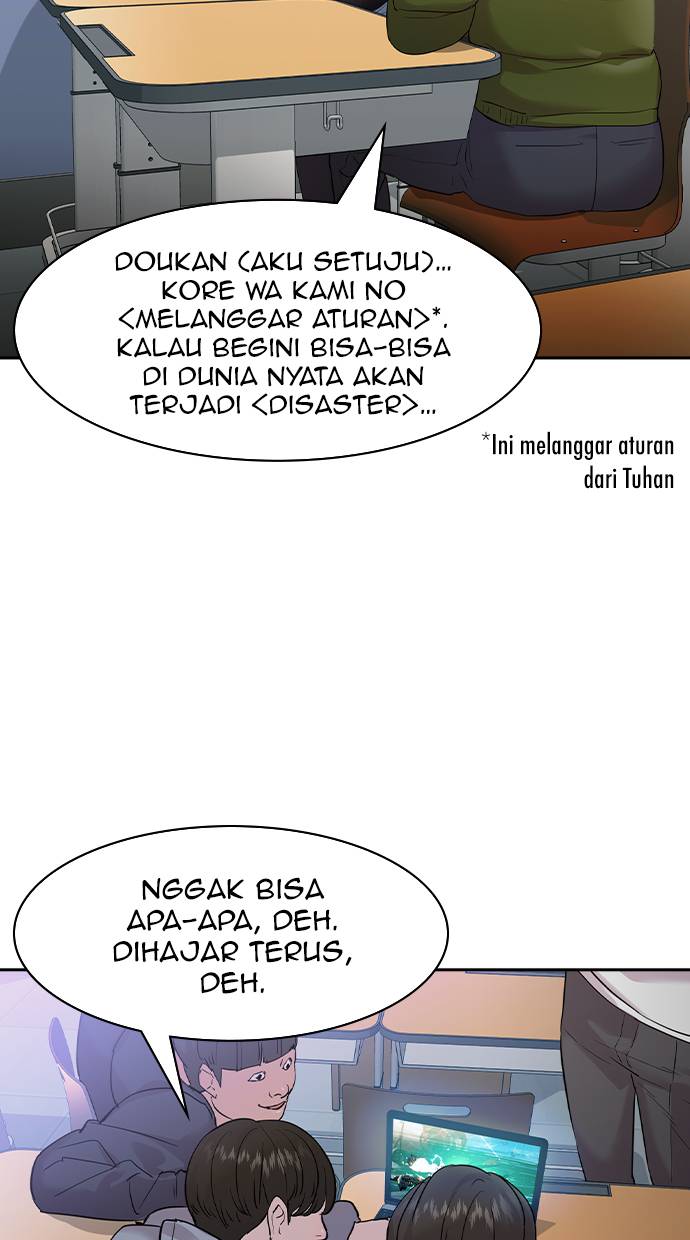 DOUKAN (AKU SETUJU)...
KORE WA KAMI NO
<MELANGGAR ATURAN>*.
KALAU BEGINI BISA-BISA
DI DUNIA NYATA AKAN
TERJADI <DISASTER>...
*Ini melanggar aturan
dari Tuhan
NGGAK BISA
APA-APA, DEH.
DIHAJAR TERUS,
DEH.